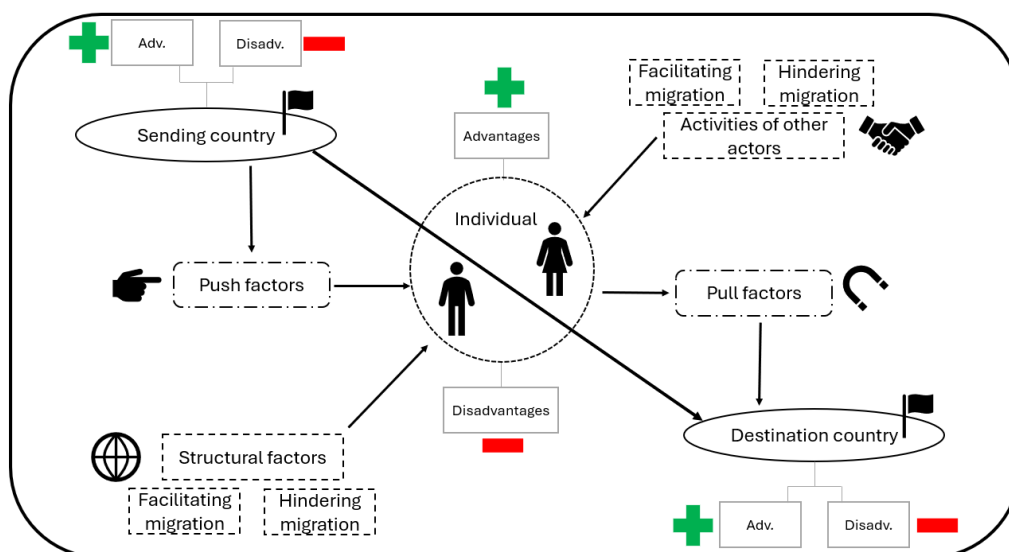 Adv.
Disadv.
Sending country
Advantages
Facilitating
migration
Hindering
migration
Activities of other
actors
Individual
Push factors
Pull factors
Disadvantages
Destination country
Structural factors
Facilitating
migration
Hindering
migration
Adv.
Disadv.